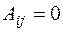 A_{ij} = 0